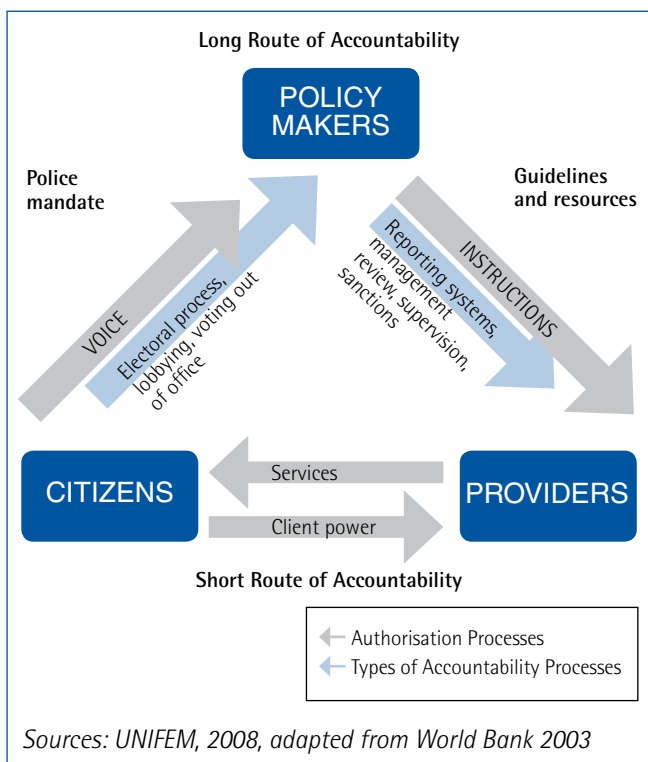 Long Route of Accountability
POLICY
MAKERS
Police
mandate
Guidelines
and resources
VOICE
Electoral process,
lobbying, voting out
of office
INSTRUCTIONS
Reporting systems,
management
review, supervision,
sanctions
CITIZENS
Services
Client power
PROVIDERS
Short Route of Accountability
Authorisation Processes
Types of Accountability Processes
Sources: UNIFEM, 2008, adapted from World Bank 2003